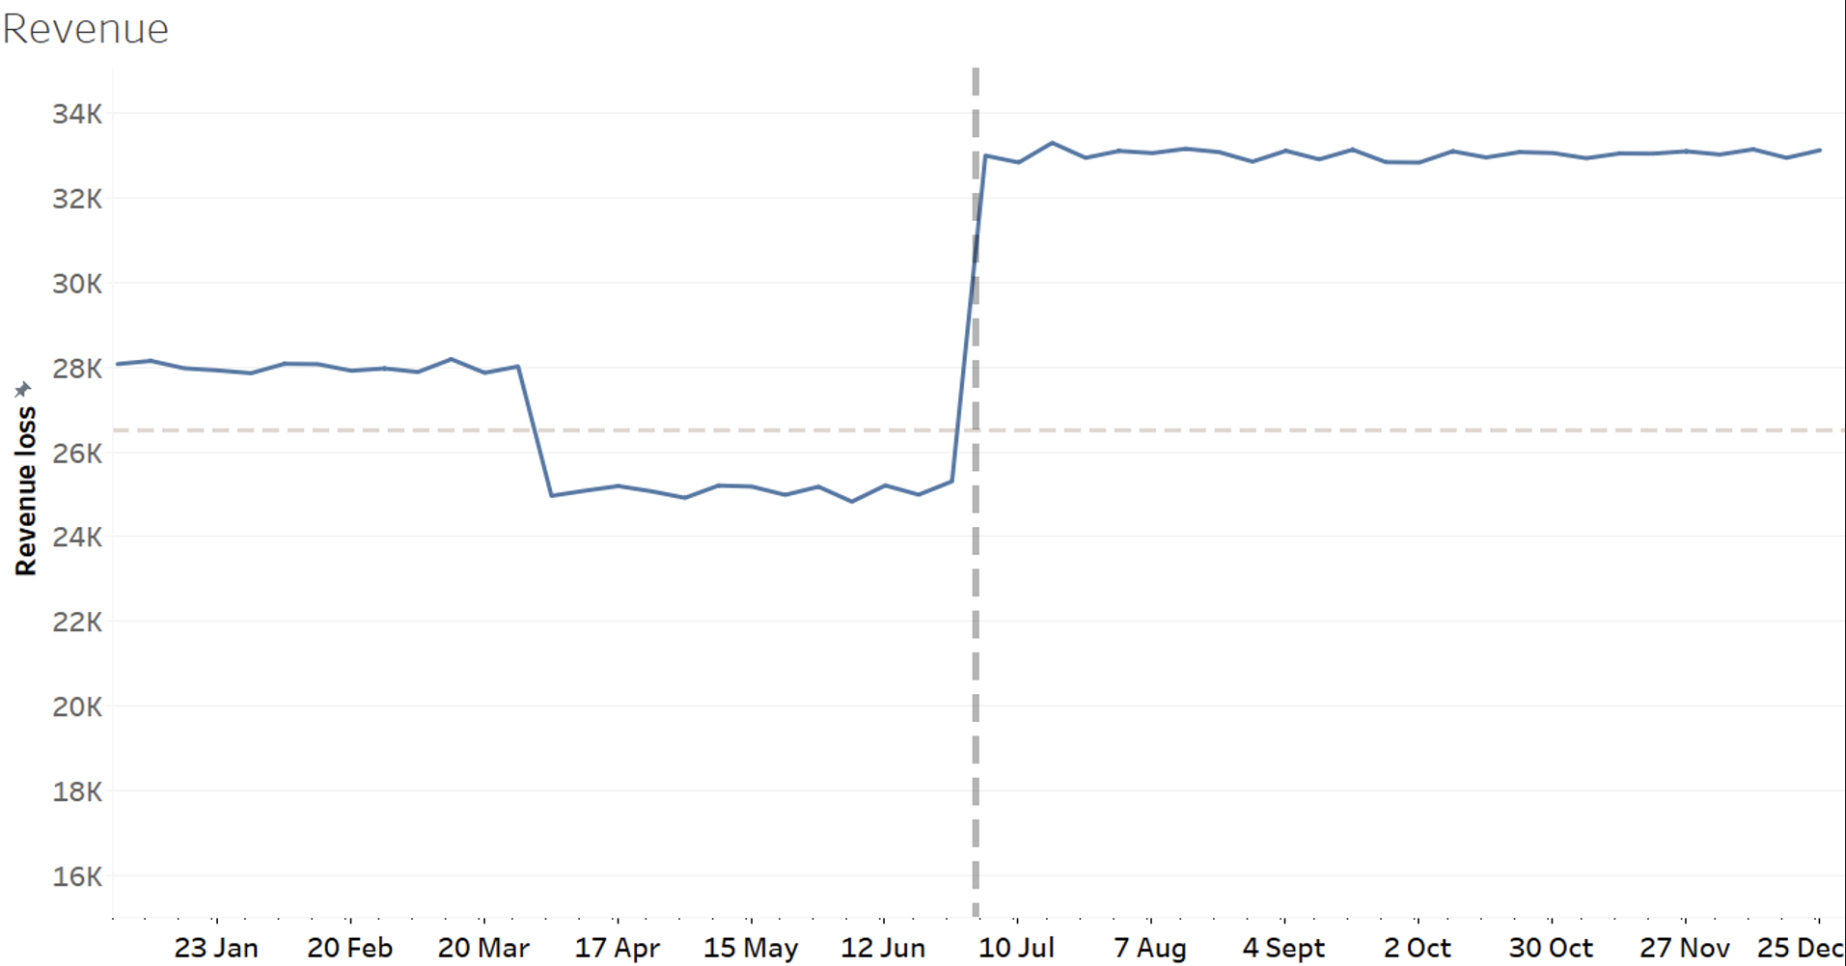 Revenue
34K
32K
30K
28K
26K
24K
22K
20K
18K
16K
Revenue loss
23 Jan 20 Feb 20 Mar 17 Apr 15 May 12 Jun 10 Jul 7 Aug 4 Sept 2 Oct 30 Oct 27 Nov 25 Dec